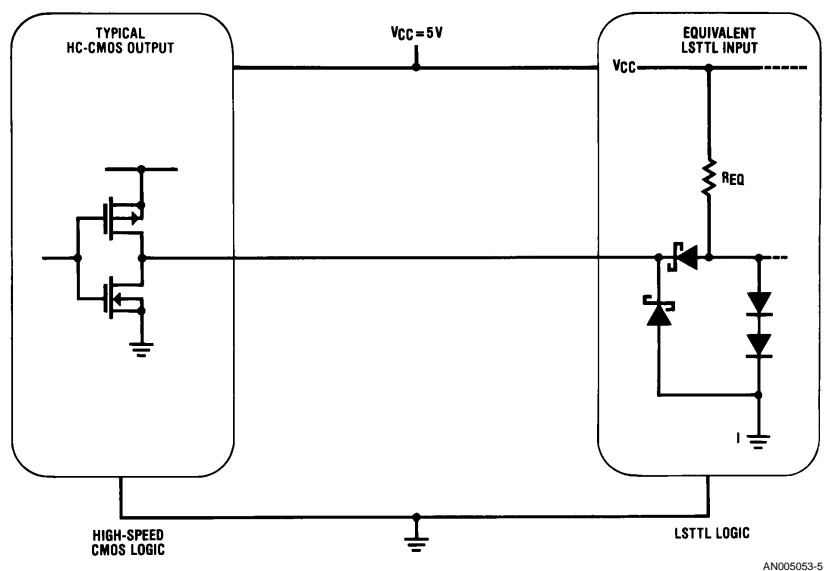 TYPICAL
HC-CMOS OUTPUT
VCC=5V
EQUIVALENT
LSTTL INPUT
VCC
REQ
I
HIGH-SPEED
CMOS LOGIC
LSTTL LOGIC
AN005053-5